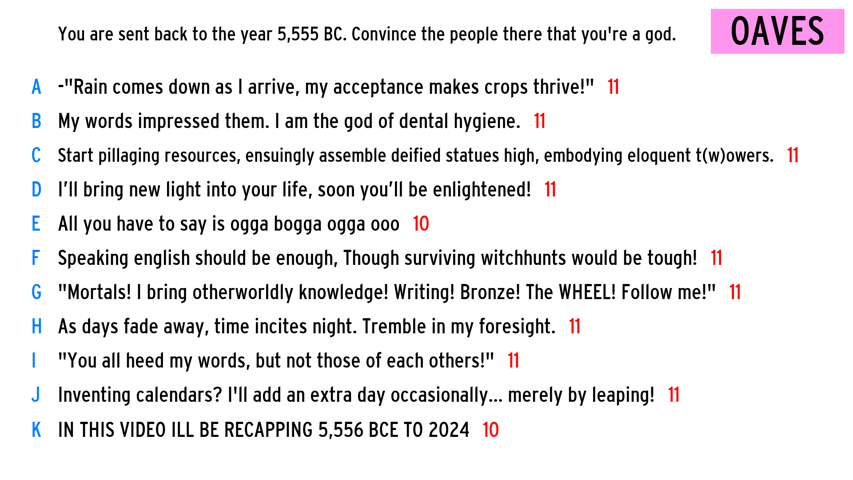 You are sent back to the year 5,555 BC. Convince the people there that you're a god.
OAVES
A -"Rain comes down as I arrive, my acceptance makes crops thrive!" 11
B My words impressed them. I am the god of dental hygiene. 11
C Start pillaging resources, ensuingly assemble deified statues high, embodying eloquent t(w)owers. 11
D I'll bring new light into your life, soon you'll be enlightened! 11
E All you have to say is ogga bogga ogga ooo 10
F Speaking english should be enough, Though surviving witchhunts would be tough! 11
G "Mortals! I bring otherworldly knowledge! Writing! Bronze! The WHEEL! Follow me!" 11
H As days fade away, time incites night. Tremble in my foresight. 11
I "You all heed my words, but not those of each others!" 11
J Inventing calendars? I'll add an extra day occasionally... merely by leaping! 11
K IN THIS VIDEO ILL BE RECAPPING 5,556 BCE TO 2024 10